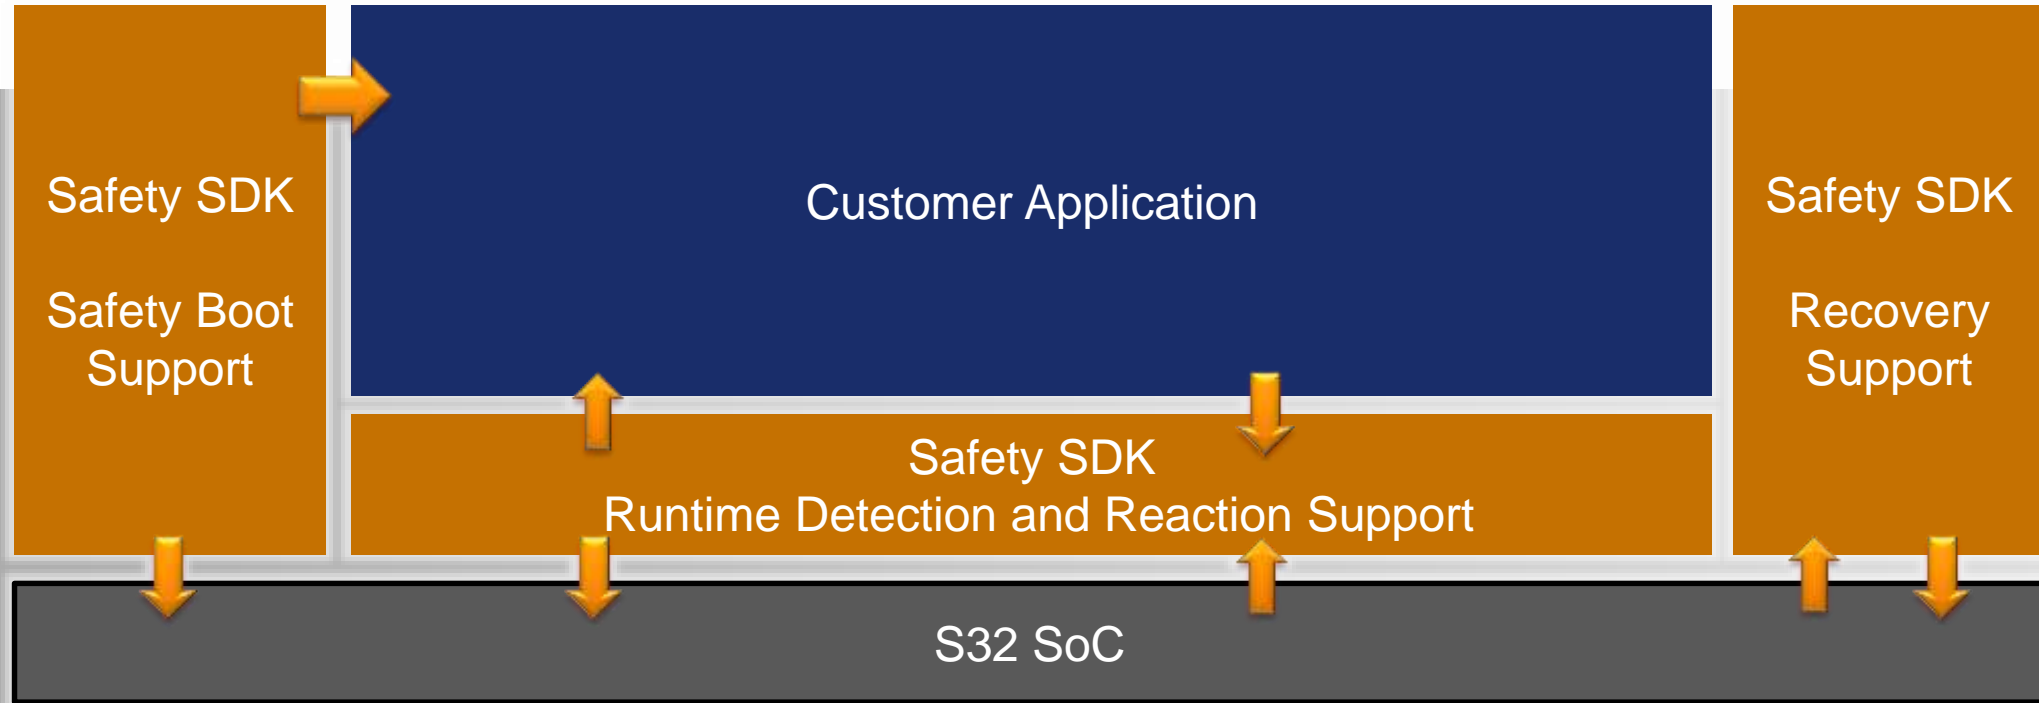 Safety SDK
Safety Boot
Support
Customer Application
Safety SDK
Runtime Detection and Reaction Support
Safety SDK
Recovery
Support
S32 SoC